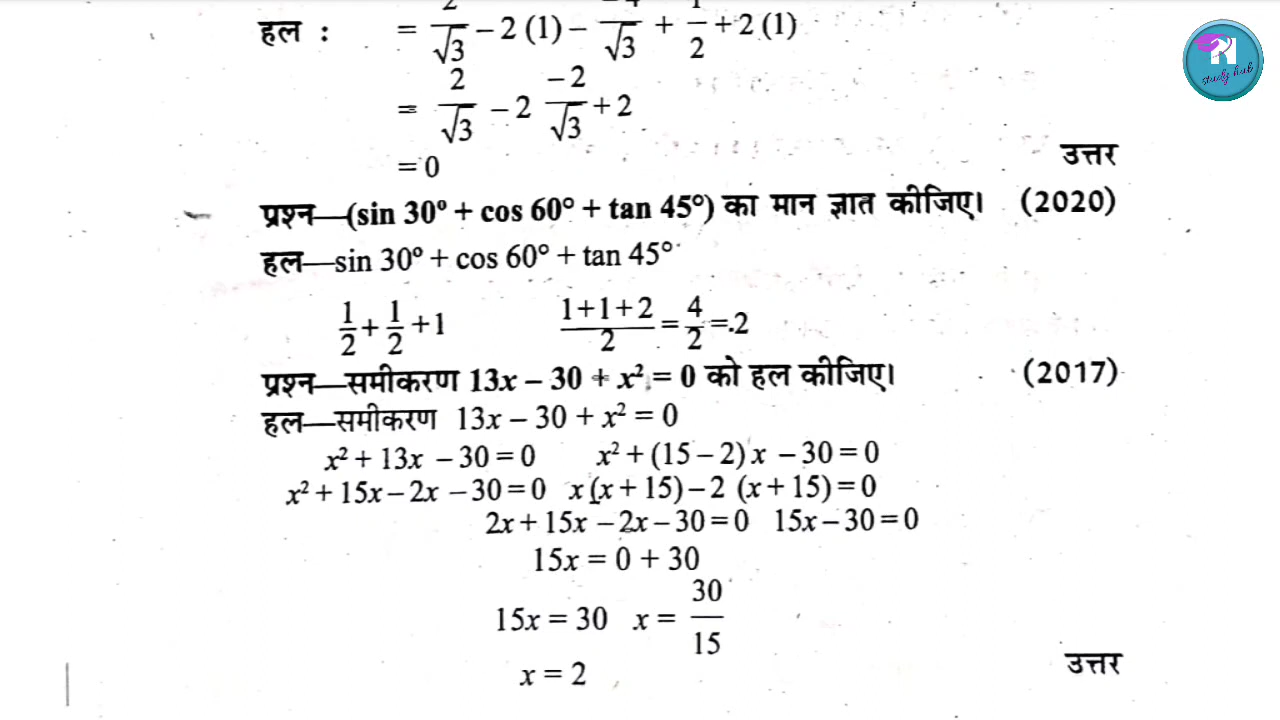 हल : = 2/√3 – 2 (1) – –4/√3 + 1/2 + 2 (1)
= 2/√3 – 2 –2/√3 + 2
= 0
उत्तर
प्रश्न—(sin 30º + cos 60° + tan 45°) का मान ज्ञात कीजिए। (2020)
हल—sin 30º + cos 60° + tan 45°
1/2 + 1/2 + 1 (1+1+2)/2 = 4/2 = .2
प्रश्न—समीकरण 13x – 30 + x² = 0 को हल कीजिए। (2017)
हल—समीकरण 13x – 30 + x² = 0
x² + 13x – 30 = 0 x² + (15 – 2) x – 30 = 0
x² + 15x – 2x – 30 = 0 x (x + 15) – 2 (x + 15) = 0
2x + 15x – 2x – 30 = 0 15x – 30 = 0
15x = 0 + 30
15x = 30 x = 30/15
x = 2
उत्तर
study hub